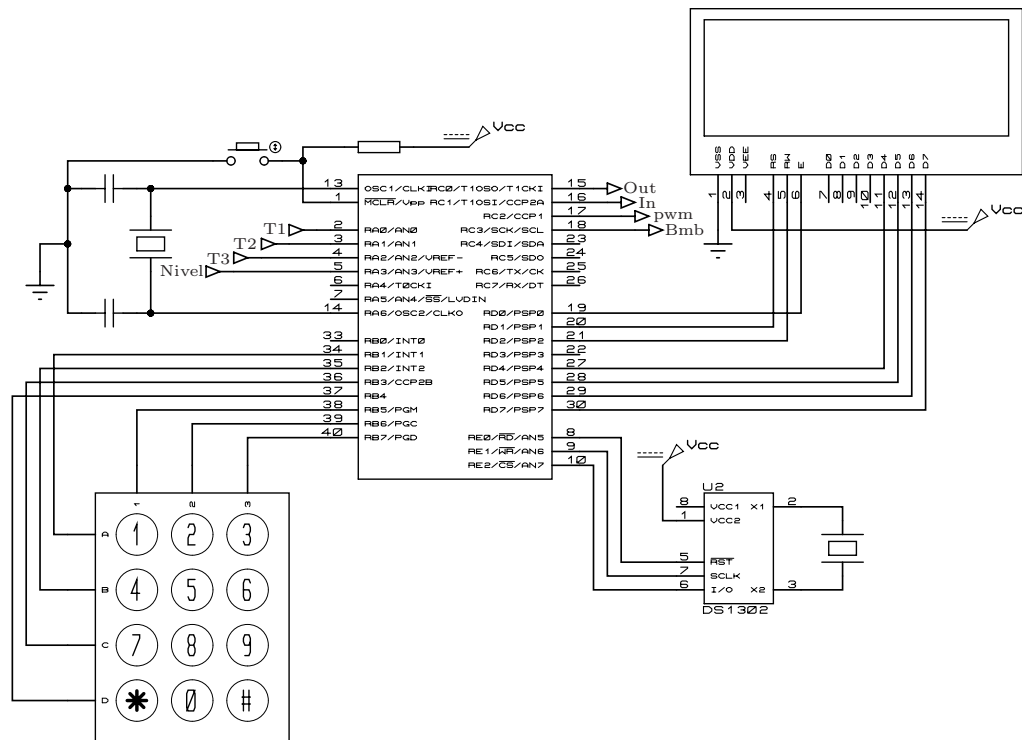 Vcc
VSS VDD VEE RS RW E D0 D1 D2 D3 D4 D5 D6 D7
1 2 3 4 5 6 7 8 9 10 11 12 13 14
Vcc
13 OSC1/CLKI RC0/T1OSO/T1CKI 15 Out
1 MCLR/Vpp RC1/T1OSI/CCP2A 16 In
RC2/CCP1 17 pwm
T1 2 RA0/AN0 RC3/SCK/SCL 18 Bmb
T2 3 RA1/AN1 RC4/SDI/SDA 23
T3 4 RA2/AN2/VREF- RC5/SDO 24
Nivel 5 RA3/AN3/VREF+ RC6/TX/CK 25
6 RA4/T0CKI RC7/RX/DT 26
7 RA5/AN4/SS/LVDIN
14 RA6/OSC2/CLKO RD0/PSP0 19
RD1/PSP1 20
33 RB0/INT0 RD2/PSP2 21
34 RB1/INT1 RD3/PSP3 22
35 RB2/INT2 RD4/PSP4 27
36 RB3/CCP2B RD5/PSP5 28
37 RB4 RD6/PSP6 29
38 RB5/PGM RD7/PSP7 30
39 RB6/PGC
40 RB7/PGD RE0/RD/AN5 8
RE1/WR/AN6 9
RE2/CS/AN7 10
Vcc
U2
8 VCC1 X1 2
1 VCC2
5 RST
7 SCLK
6 I/O X2 3
DS1302
1 2 3
A 1 2 3
B 4 5 6
C 7 8 9
D * 0 #